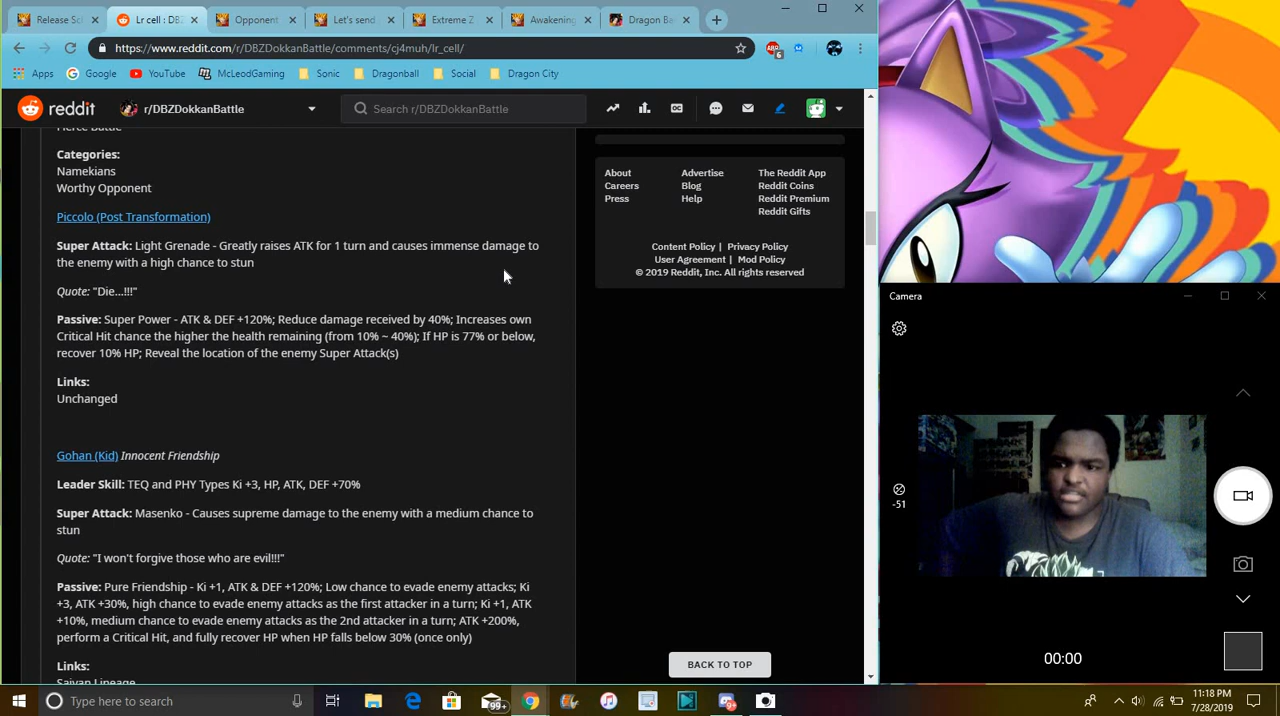 Release Sc
Lr cell : DBZ
Opponent
Let's send
Extreme Z
Awakening
Dragon Ba
https://www.reddit.com/r/DBZDokkanBattle/comments/cj4muh/lr_cell/
6
Apps
Google
YouTube
McLeodGaming
Sonic
Dragonball
Social
Dragon City
reddit
r/DBZDokkanBattle
Search r/DBZDokkanBattle
Fierce Battle
Categories:
Namekians
Worthy Opponent
Piccolo (Post Transformation)
Super Attack: Light Grenade - Greatly raises ATK for 1 turn and causes immense damage to
the enemy with a high chance to stun
Quote: "Die...!!!"
Passive: Super Power - ATK & DEF +120%; Reduce damage received by 40%; Increases own
Critical Hit chance the higher the health remaining (from 10% ~ 40%); If HP is 77% or below,
recover 10% HP; Reveal the location of the enemy Super Attack(s)
Links:
Unchanged
Gohan (Kid) Innocent Friendship
Leader Skill: TEQ and PHY Types Ki +3, HP, ATK, DEF +70%
Super Attack: Masenko - Causes supreme damage to the enemy with a medium chance to
stun
Quote: "I won't forgive those who are evil!!!"
Passive: Pure Friendship - Ki +1, ATK & DEF +120%; Low chance to evade enemy attacks; Ki
+3, ATK +30%, high chance to evade enemy attacks as the first attacker in a turn; Ki +1, ATK
+10%, medium chance to evade enemy attacks as the 2nd attacker in a turn; ATK +200%,
perform a Critical Hit, and fully recover HP when HP falls below 30% (once only)
Links:
Saiyan Lineage
About
Careers
Press
Advertise
Blog
Help
The Reddit App
Reddit Coins
Reddit Premium
Reddit Gifts
Content Policy | Privacy Policy
User Agreement | Mod Policy
© 2019 Reddit, Inc. All rights reserved
BACK TO TOP
Camera
-51
00:00
Type here to search
99+
9+
11:18 PM
7/28/2019